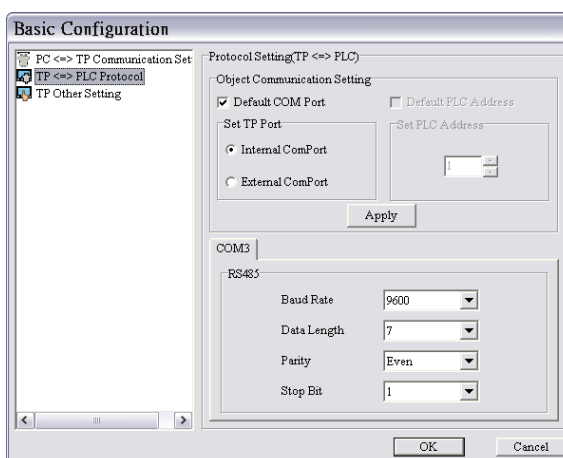 Basic Configuration
PC <=> TP Communication Set
TP <=> PLC Protocol
TP Other Setting
Protocol Setting(TP <=> PLC)
Object Communication Setting
Default COM Port
Default PLC Address
Set TP Port
Internal ComPort
External ComPort
Set PLC Address
1
Apply
COM3
RS485
Baud Rate 9600
Data Length 7
Parity Even
Stop Bit 1
OK Cancel